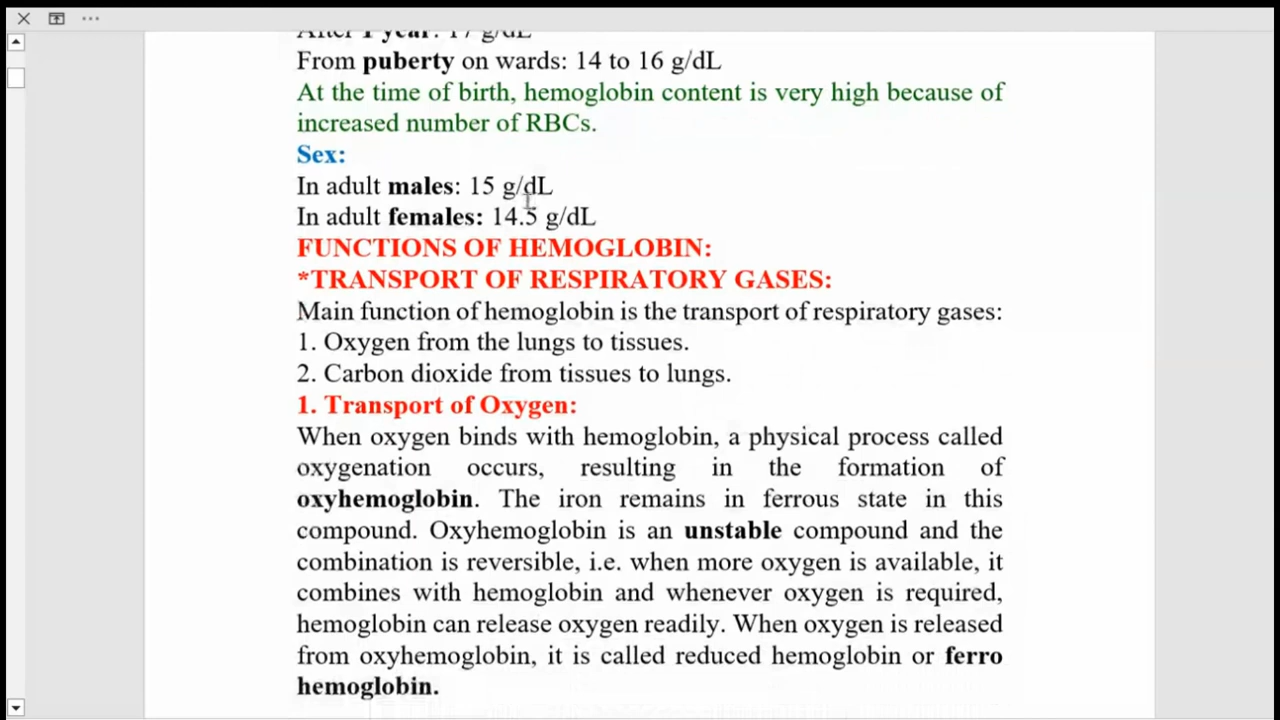 After 1 year: 17 g/dL
From puberty on wards: 14 to 16 g/dL
At the time of birth, hemoglobin content is very high because of
increased number of RBCs.
Sex:
In adult males: 15 g/dL
In adult females: 14.5 g/dL
FUNCTIONS OF HEMOGLOBIN:
*TRANSPORT OF RESPIRATORY GASES:
Main function of hemoglobin is the transport of respiratory gases:
1. Oxygen from the lungs to tissues.
2. Carbon dioxide from tissues to lungs.
1. Transport of Oxygen:
When oxygen binds with hemoglobin, a physical process called
oxygenation occurs, resulting in the formation of
oxyhemoglobin. The iron remains in ferrous state in this
compound. Oxyhemoglobin is an unstable compound and the
combination is reversible, i.e. when more oxygen is available, it
combines with hemoglobin and whenever oxygen is required,
hemoglobin can release oxygen readily. When oxygen is released
from oxyhemoglobin, it is called reduced hemoglobin or ferro
hemoglobin.